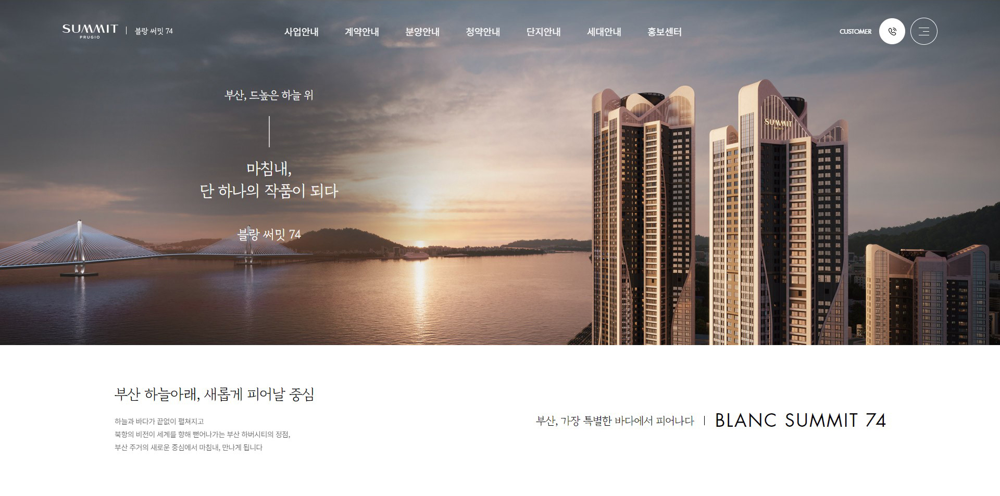 SUMMIT
PRUGIO
블랑 써밋 74
사업안내
계약안내
분양안내
청약안내
단지안내
세대안내
홍보센터
CUSTOMER
부산, 드높은 하늘 위
마침내,
단 하나의 작품이 되다
블랑 써밋 74
SUMMIT
PRUGIO
부산 하늘아래, 새롭게 피어날 중심
하늘과 바다가 끝없이 펼쳐지고
북항의 비전이 세계를 향해 뻗어나가는 부산 하버시티의 정점,
부산 주거의 새로운 중심에서 마침내, 만나게 됩니다
부산, 가장 특별한 바다에서 피어나다
BLANC SUMMIT 74